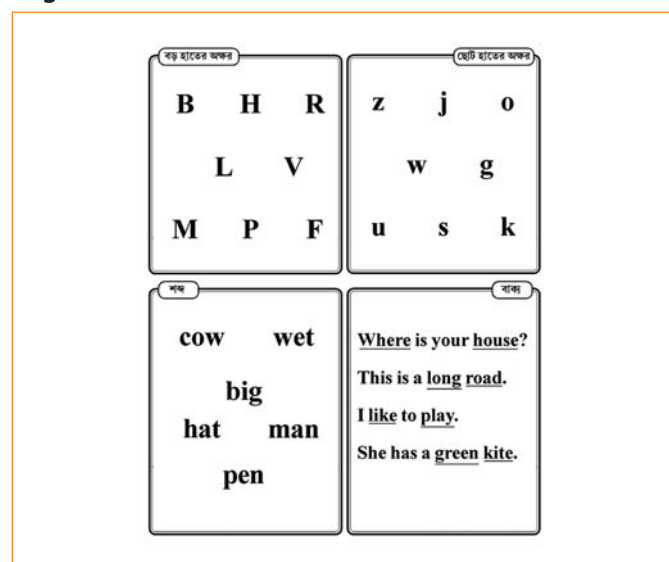 বড় হাতের অক্ষর
B H R
L V
M P F
ছোট হাতের অক্ষর
z j o
w g
u s k
শব্দ
cow wet
big
hat man
pen
বাক্য
Where is your house?
This is a long road.
I like to play.
She has a green kite.